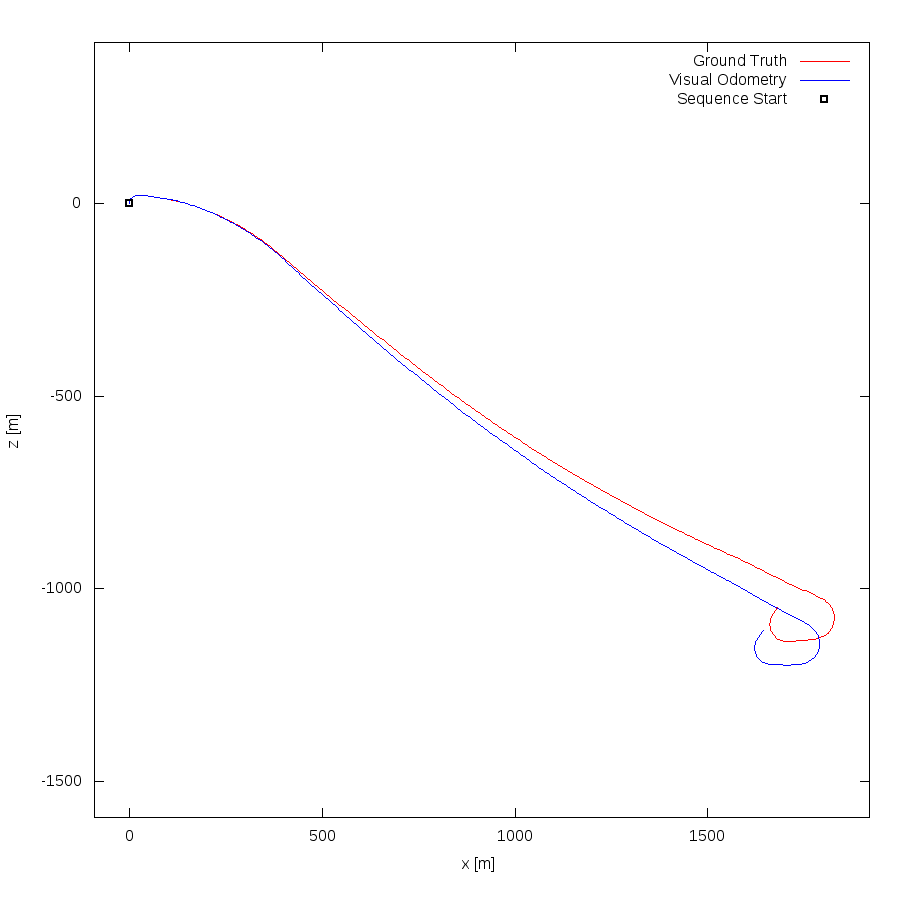 Ground Truth
Visual Odometry
Sequence Start
0
-500
-1000
-1500
z [m]
0 500 1000 1500
x [m]